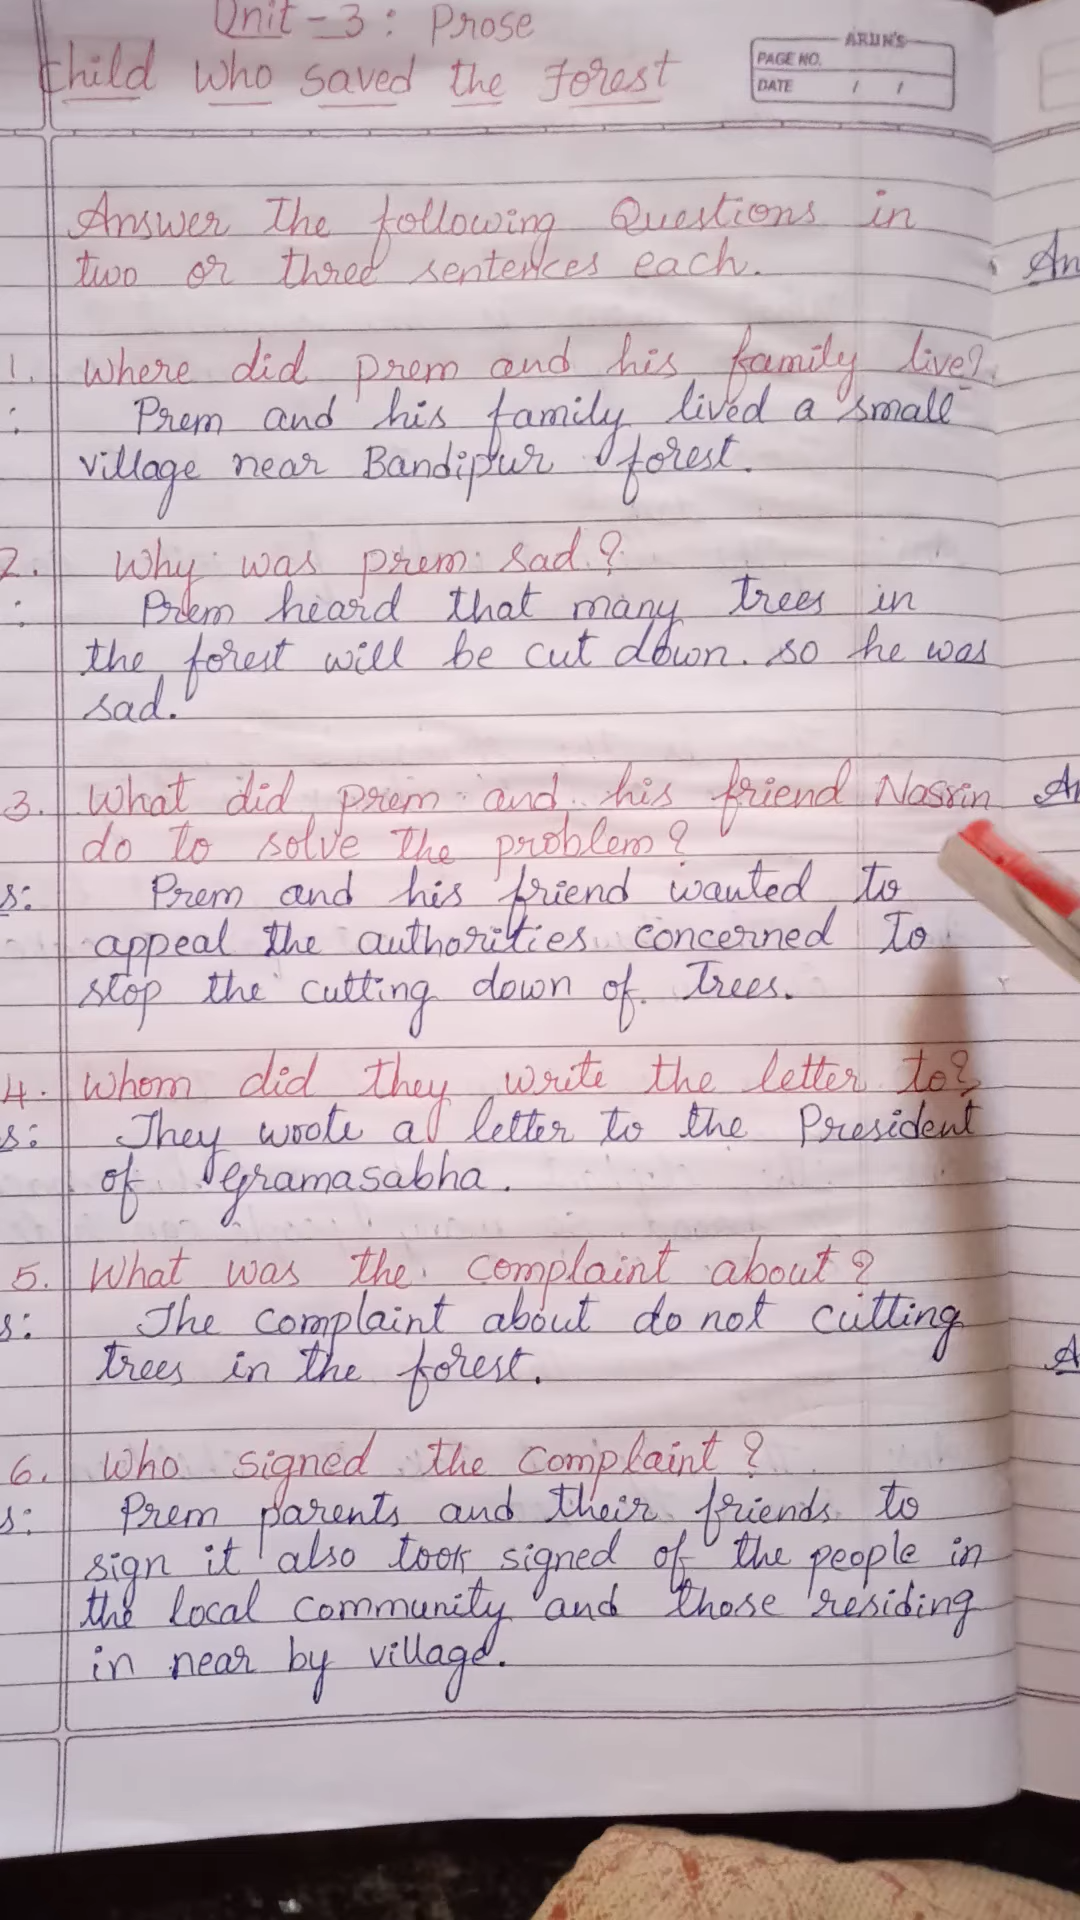 Unit - 3 : Prose
Child Who Saved the Forest
ARUN'S
PAGE NO.
DATE / /
Answer The following Questions in
two or three sentences each.
1. Where did prem and his family live?
: Prem and his family lived a small
village near Bandipur forest.
2. Why was prem sad.?
: Prem heard that many trees in
the forest will be cut down. so he was
sad.
3. What did prem and his friend Nasrin
do to solve the problem?
s: Prem and his friend wanted to
appeal the authorities concerned To
stop the cutting down of Trees.
4. Whom did they write the letter to?
s: They wrote a letter to the President
of gramasabha.
5. What was the complaint about?
s: The complaint about do not cutting
trees in the forest.
6. Who signed the complaint?
s: Prem parents and their friends to
sign it also took signed of the people in
the local community and those residing
in near by village.
An
An
A